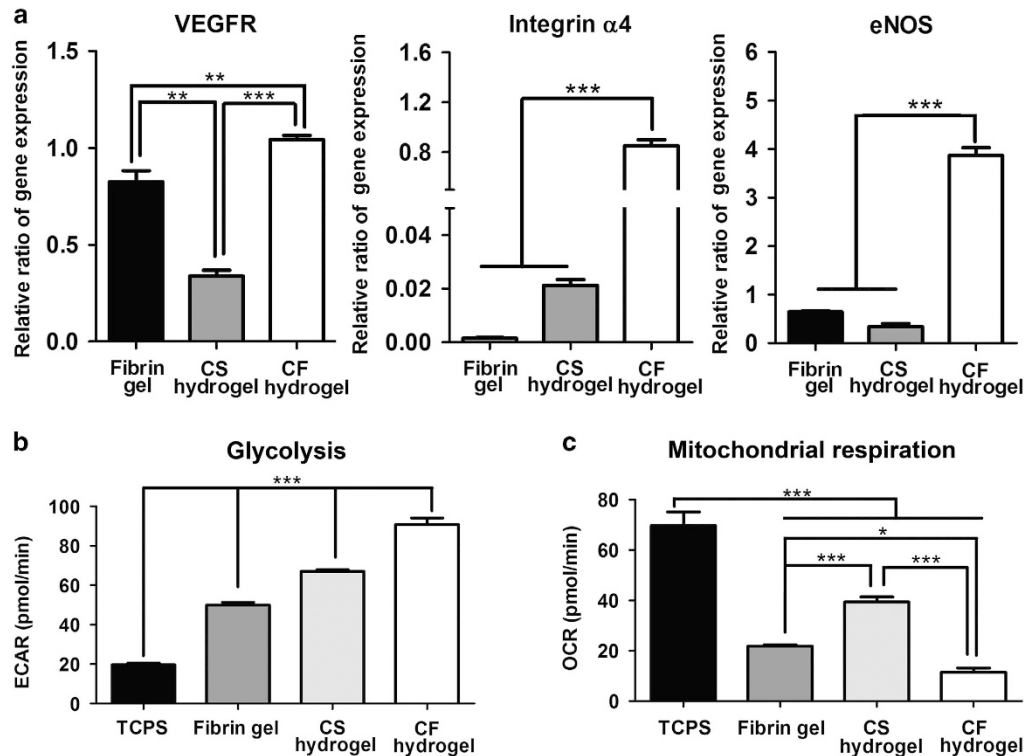 a
VEGFR
Relative ratio of gene expression
1.5
1.0
0.5
0.0
**
**
***
Fibrin gel
CS hydrogel
CF hydrogel
Integrin α4
Relative ratio of gene expression
1.6
1.2
0.8
0.04
0.02
0.00
***
Fibrin gel
CS hydrogel
CF hydrogel
eNOS
Relative ratio of gene expression
6
5
4
3
2
1
0
***
Fibrin gel
CS hydrogel
CF hydrogel
b
Glycolysis
ECAR (pmol/min)
100
80
60
40
20
0
***
TCPS
Fibrin gel
CS hydrogel
CF hydrogel
c
Mitochondrial respiration
OCR (pmol/min)
80
60
40
20
0
***
*
***
***
TCPS
Fibrin gel
CS hydrogel
CF hydrogel